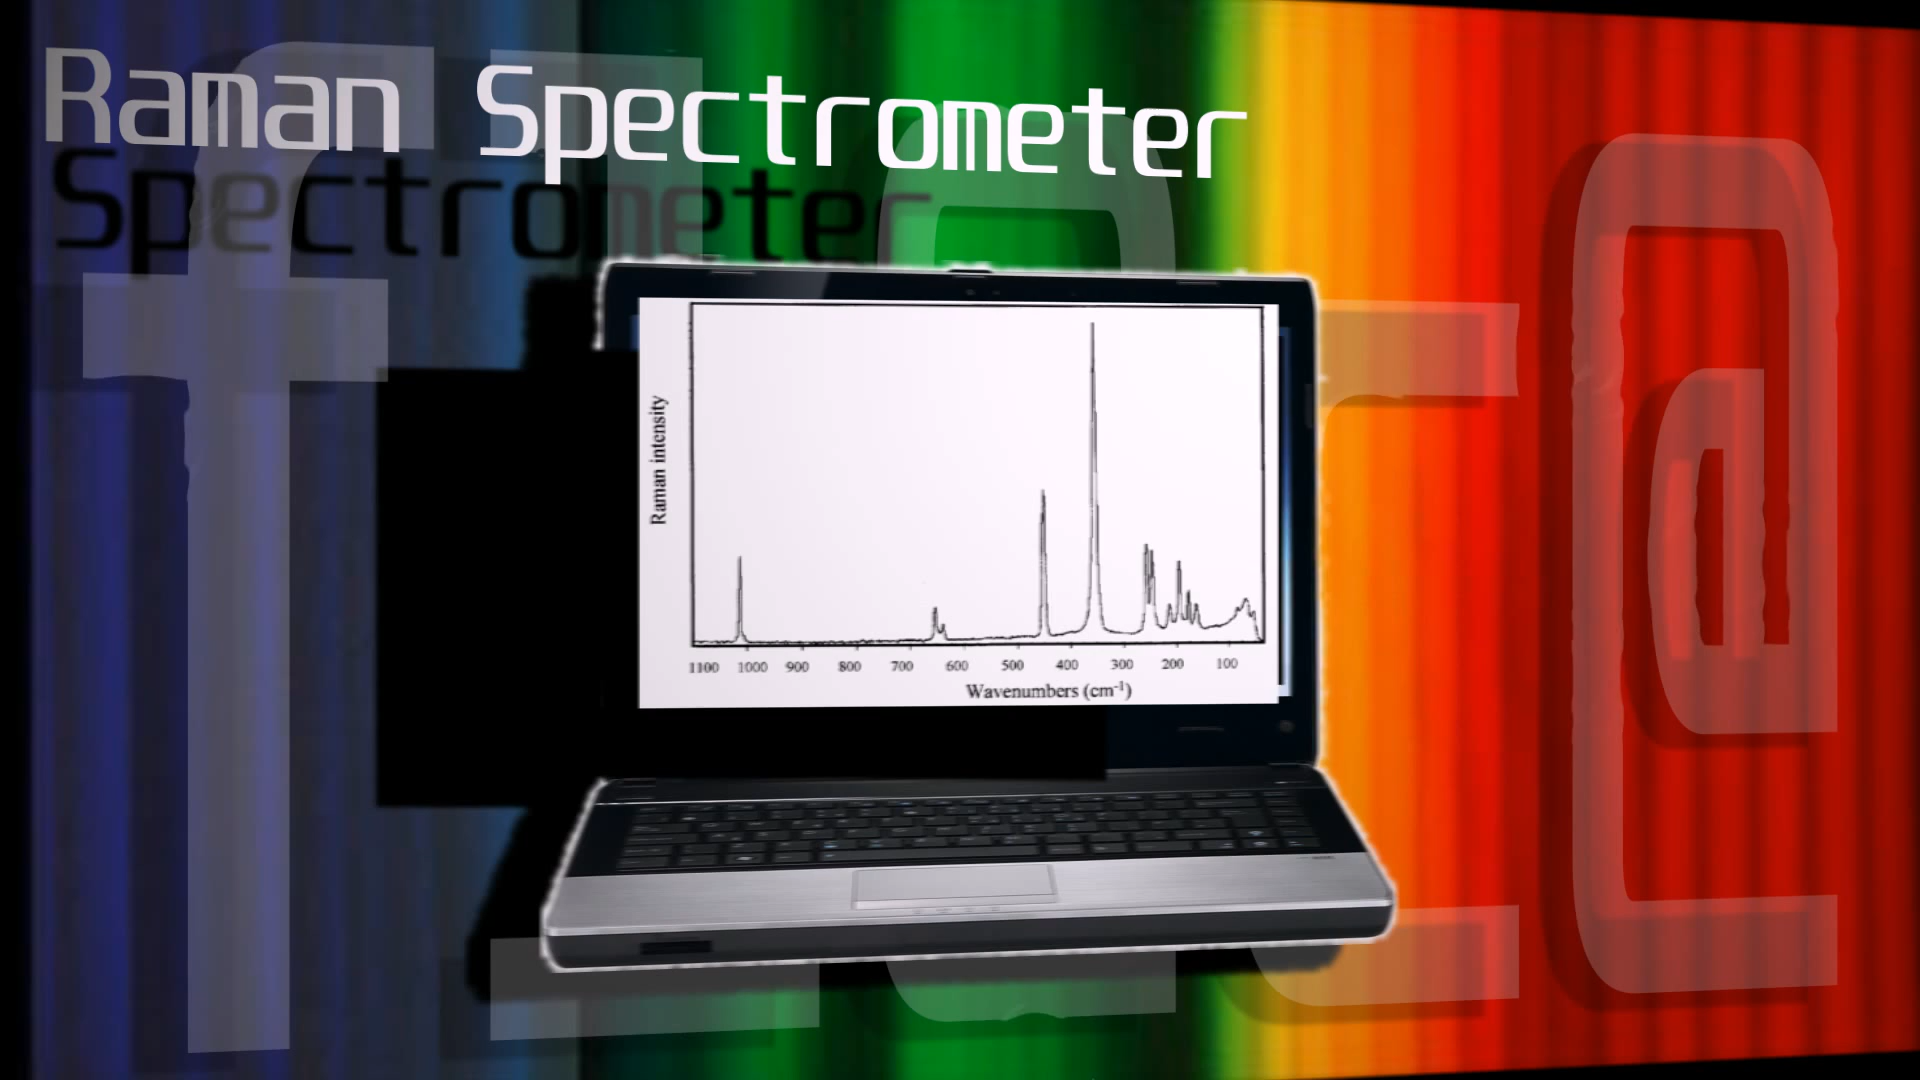 Raman Spectrometer
Spectrometer
Raman intensity
1100 1000 900 800 700 600 500 400 300 200 100
Wavenumbers (cm⁻¹)